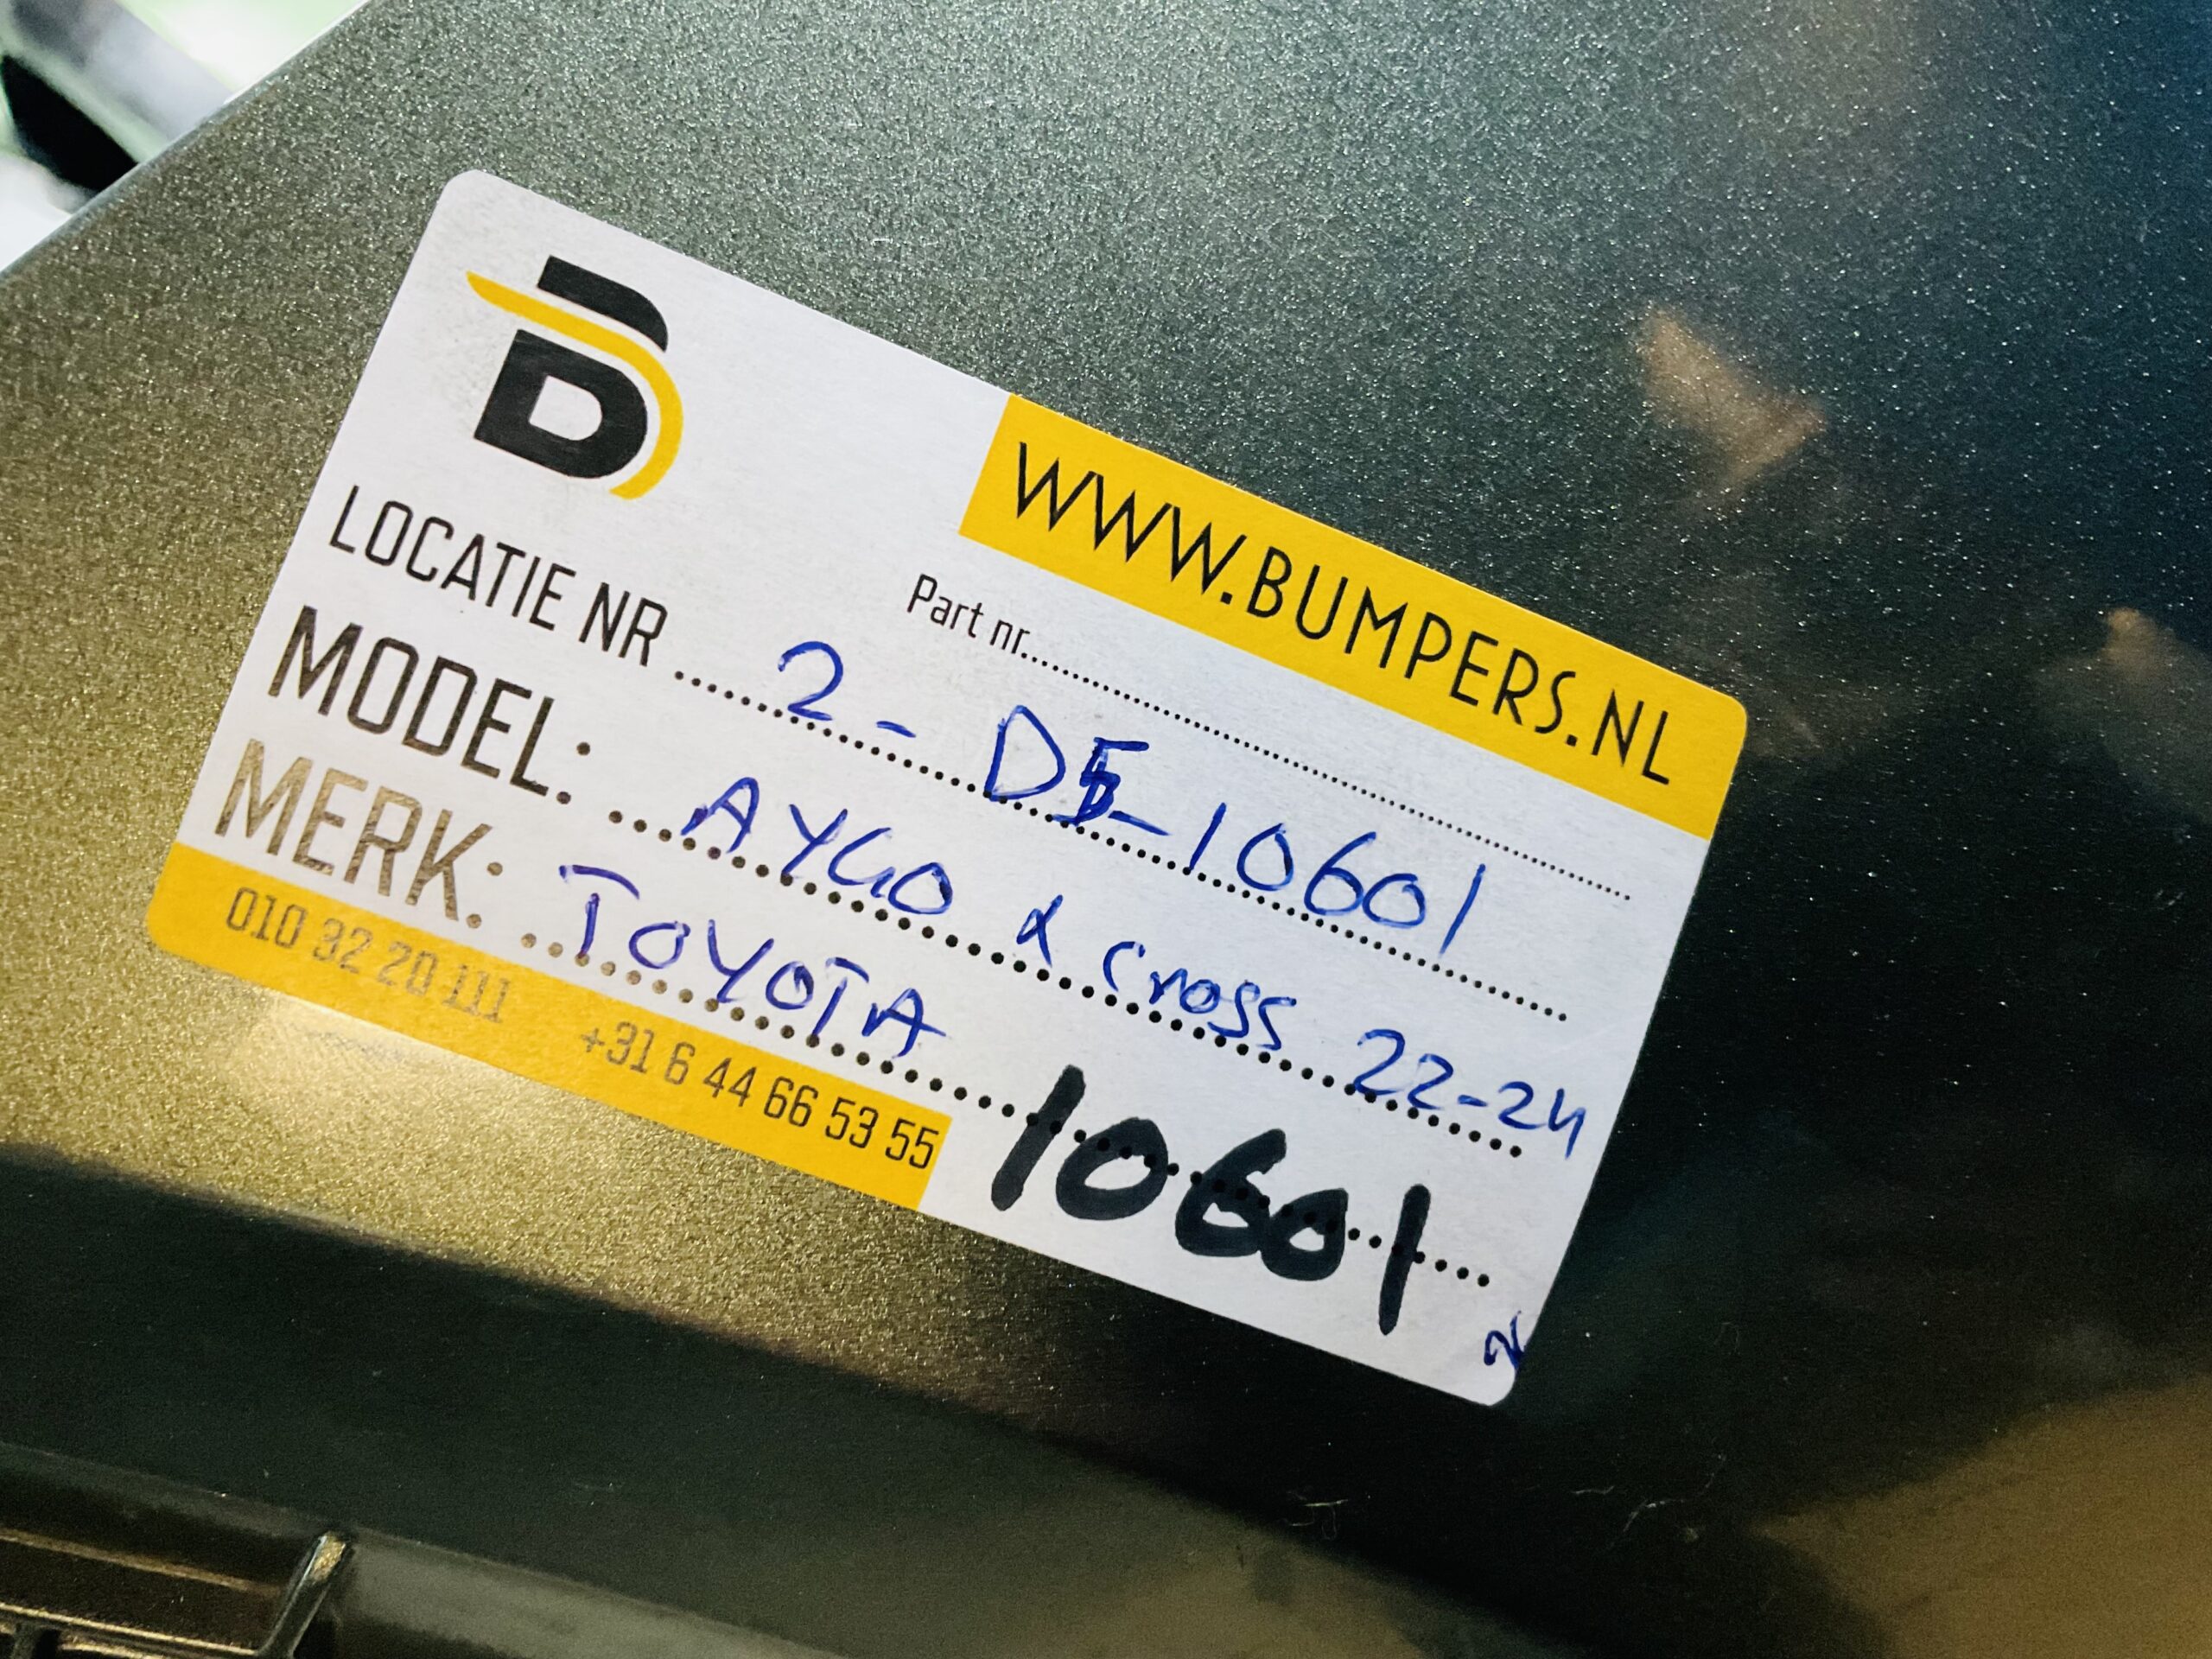 B
WWW.BUMPERS.NL
Part nr.....
LOCATIE NR ..... 2 - DE-10601
MODEL: ... AYGO X Cross 22-24
MERK: ... TOYOTA
010 32 20 111 +31 6 44 66 53 55
10601